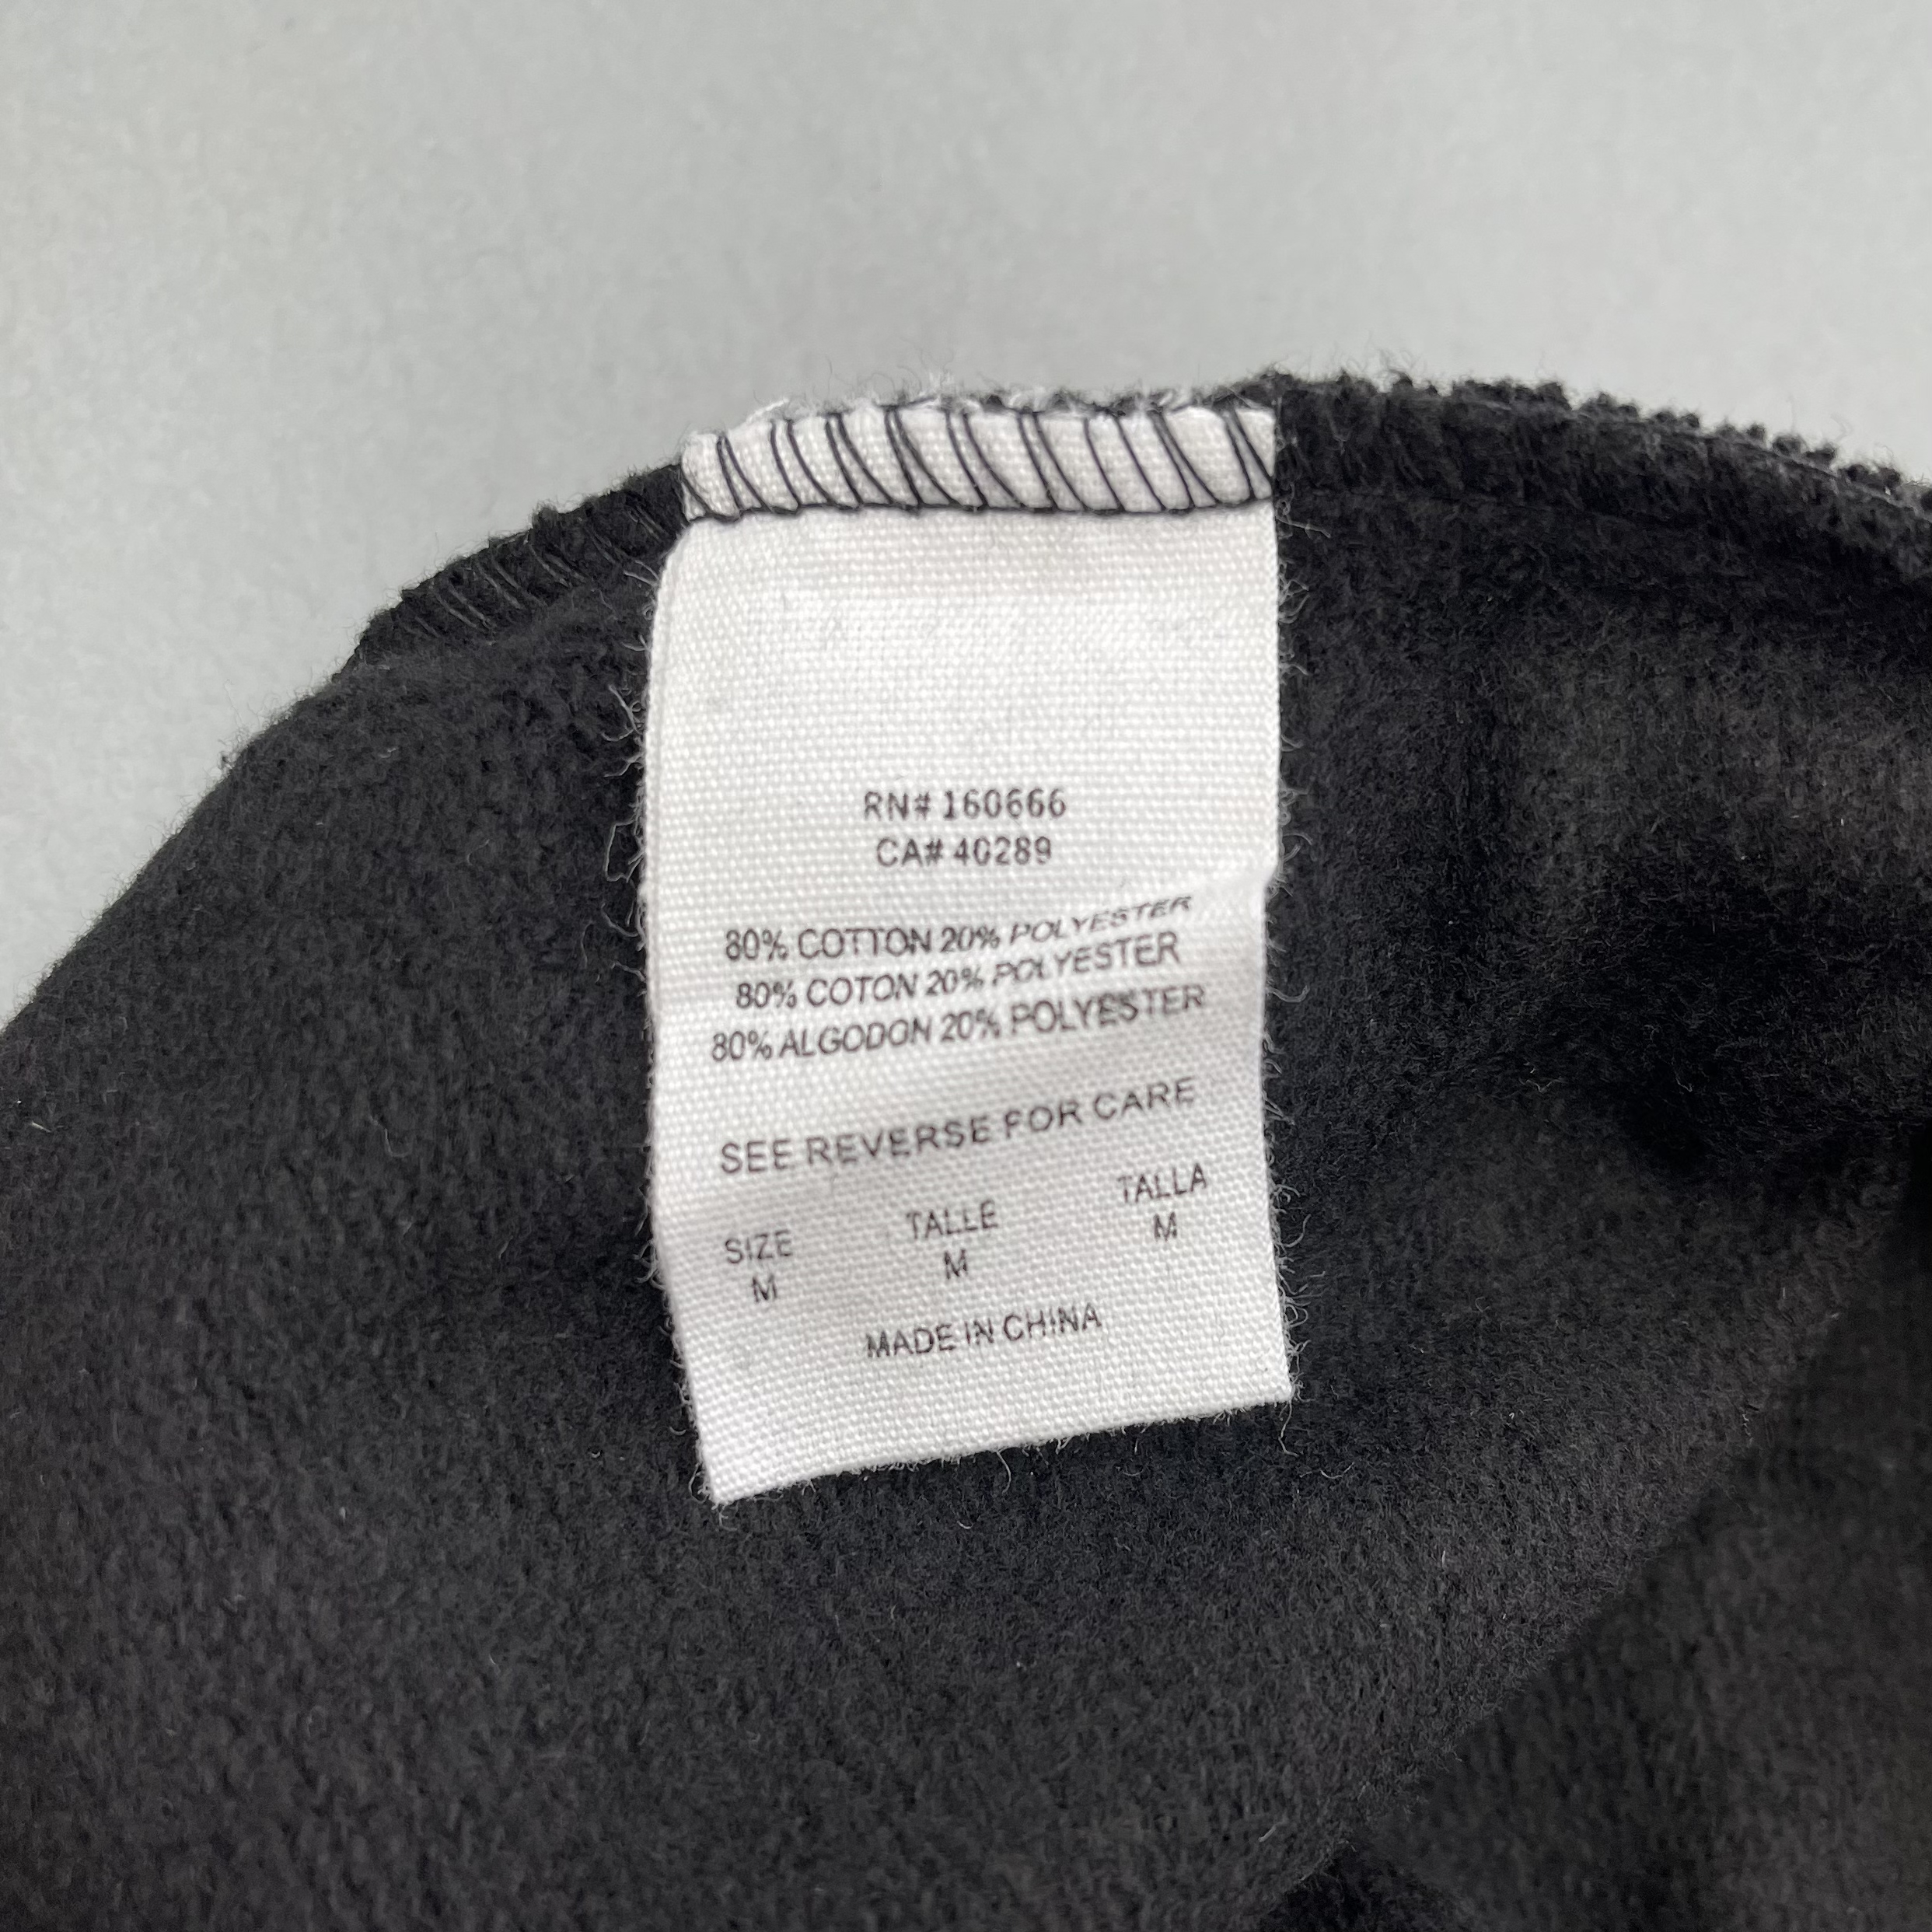 RN# 160666
CA# 40289
80% COTTON 20% POLYESTER
80% COTON 20% POLYESTER
80% ALGODON 20% POLYESTER
SEE REVERSE FOR CARE
SIZE TALLE TALLA
M M M
MADE IN CHINA